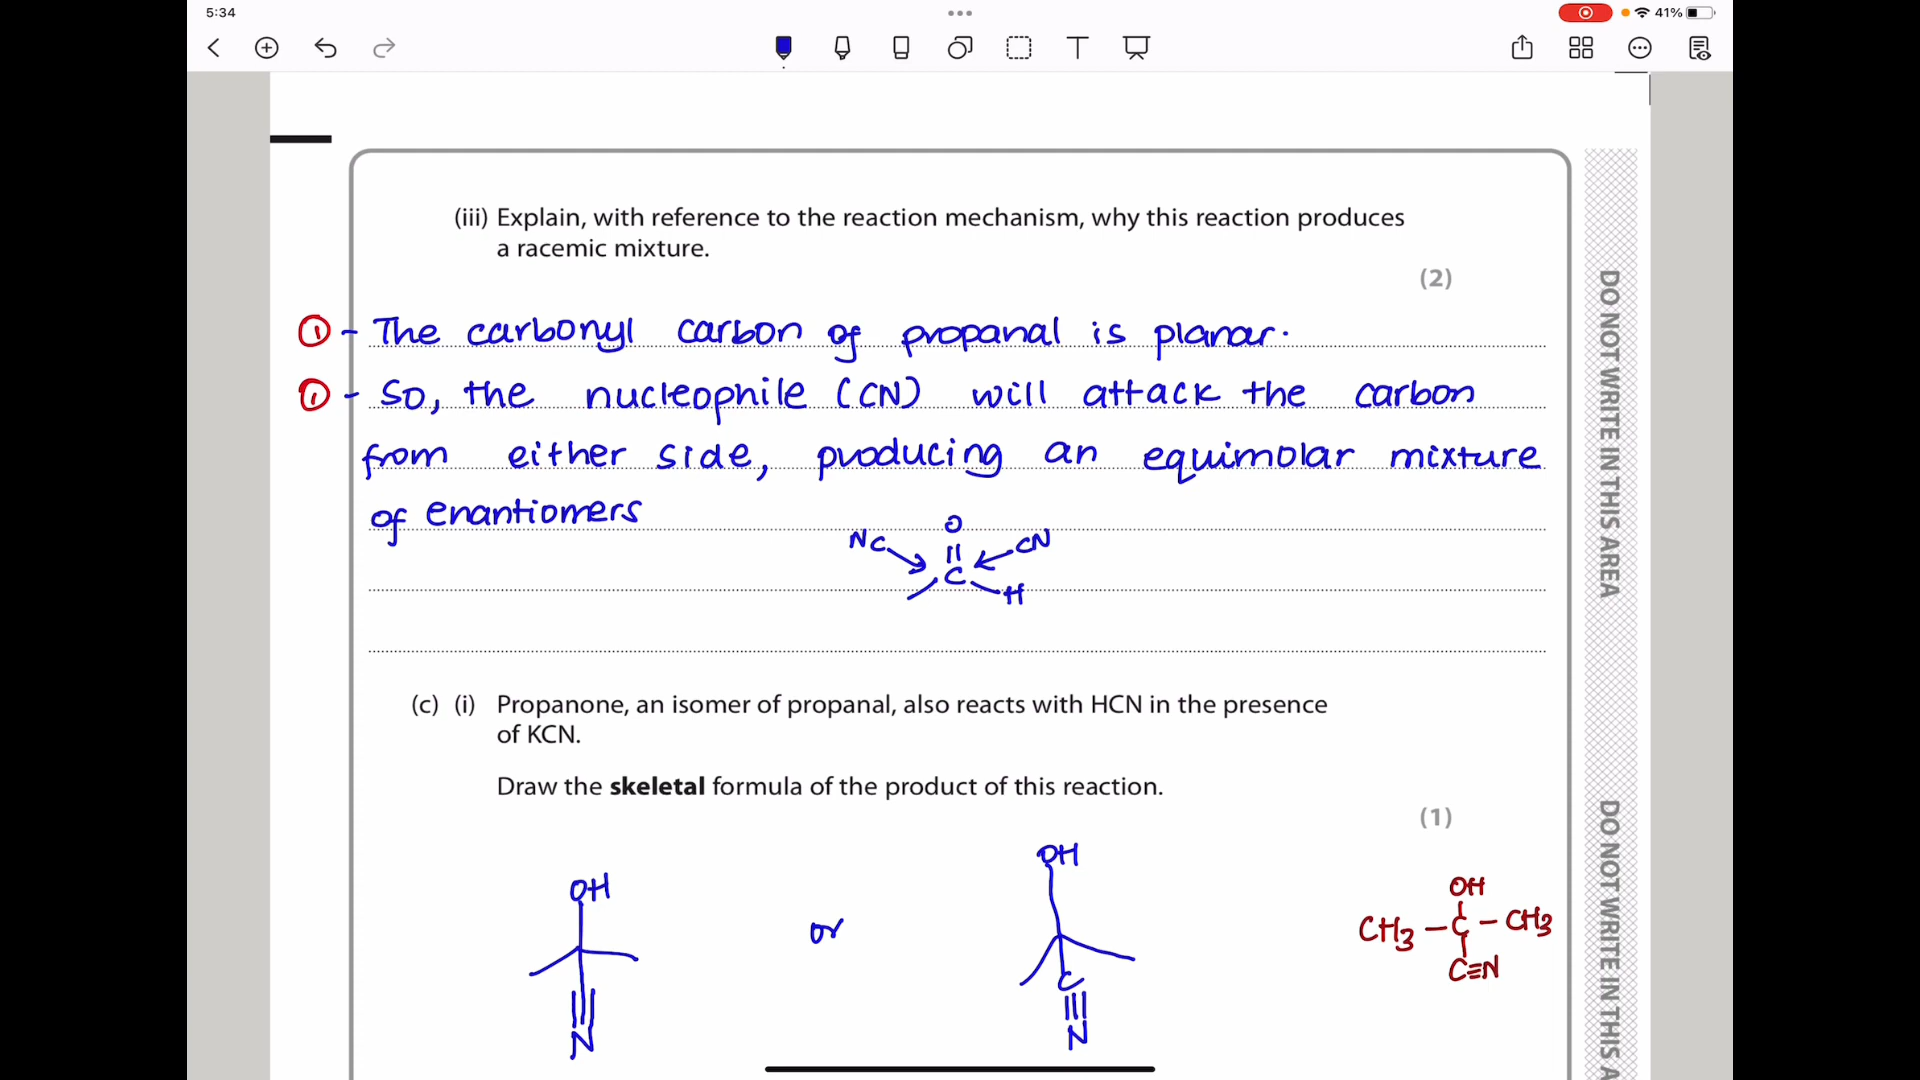 5:34
41%
(iii) Explain, with reference to the reaction mechanism, why this reaction produces
a racemic mixture.
(2)
① - The carbonyl carbon of propanal is planar.
① - So, the nucleophile (CN) will attack the carbon
from either side, producing an equimolar mixture
of enantiomers
O
NC CN
C
H
(c) (i) Propanone, an isomer of propanal, also reacts with HCN in the presence
of KCN.
Draw the skeletal formula of the product of this reaction.
(1)
OH
N
or
OH
C
N
OH
CH3 - C - CH3
C≡N
DO NOT WRITE IN THIS AREA
DO NOT WRITE IN THIS A